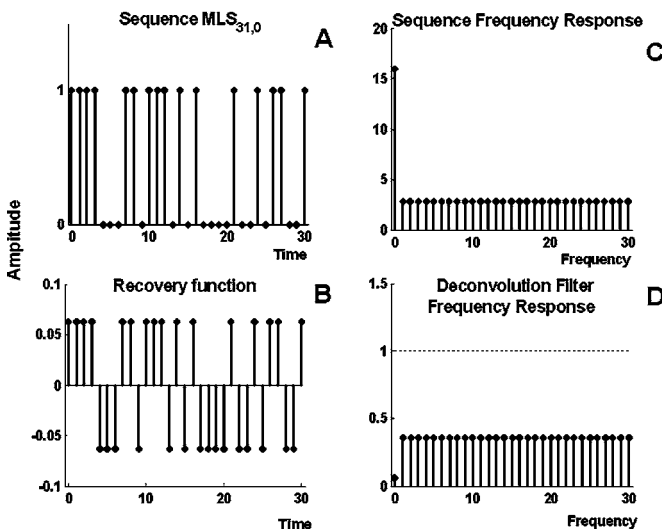 Sequence MLS31,0
A
1
0
0 10 20 30
Time
Sequence Frequency Response
C
20
15
10
5
0
0 10 20 30
Frequency
Ampitude
Recovery function
B
0.1
0.05
0
-0.05
-0.1
0 10 20 30
Time
Deconvolution Filter
Frequency Response
D
1.5
1
0.5
0
0 10 20 30
Frequency